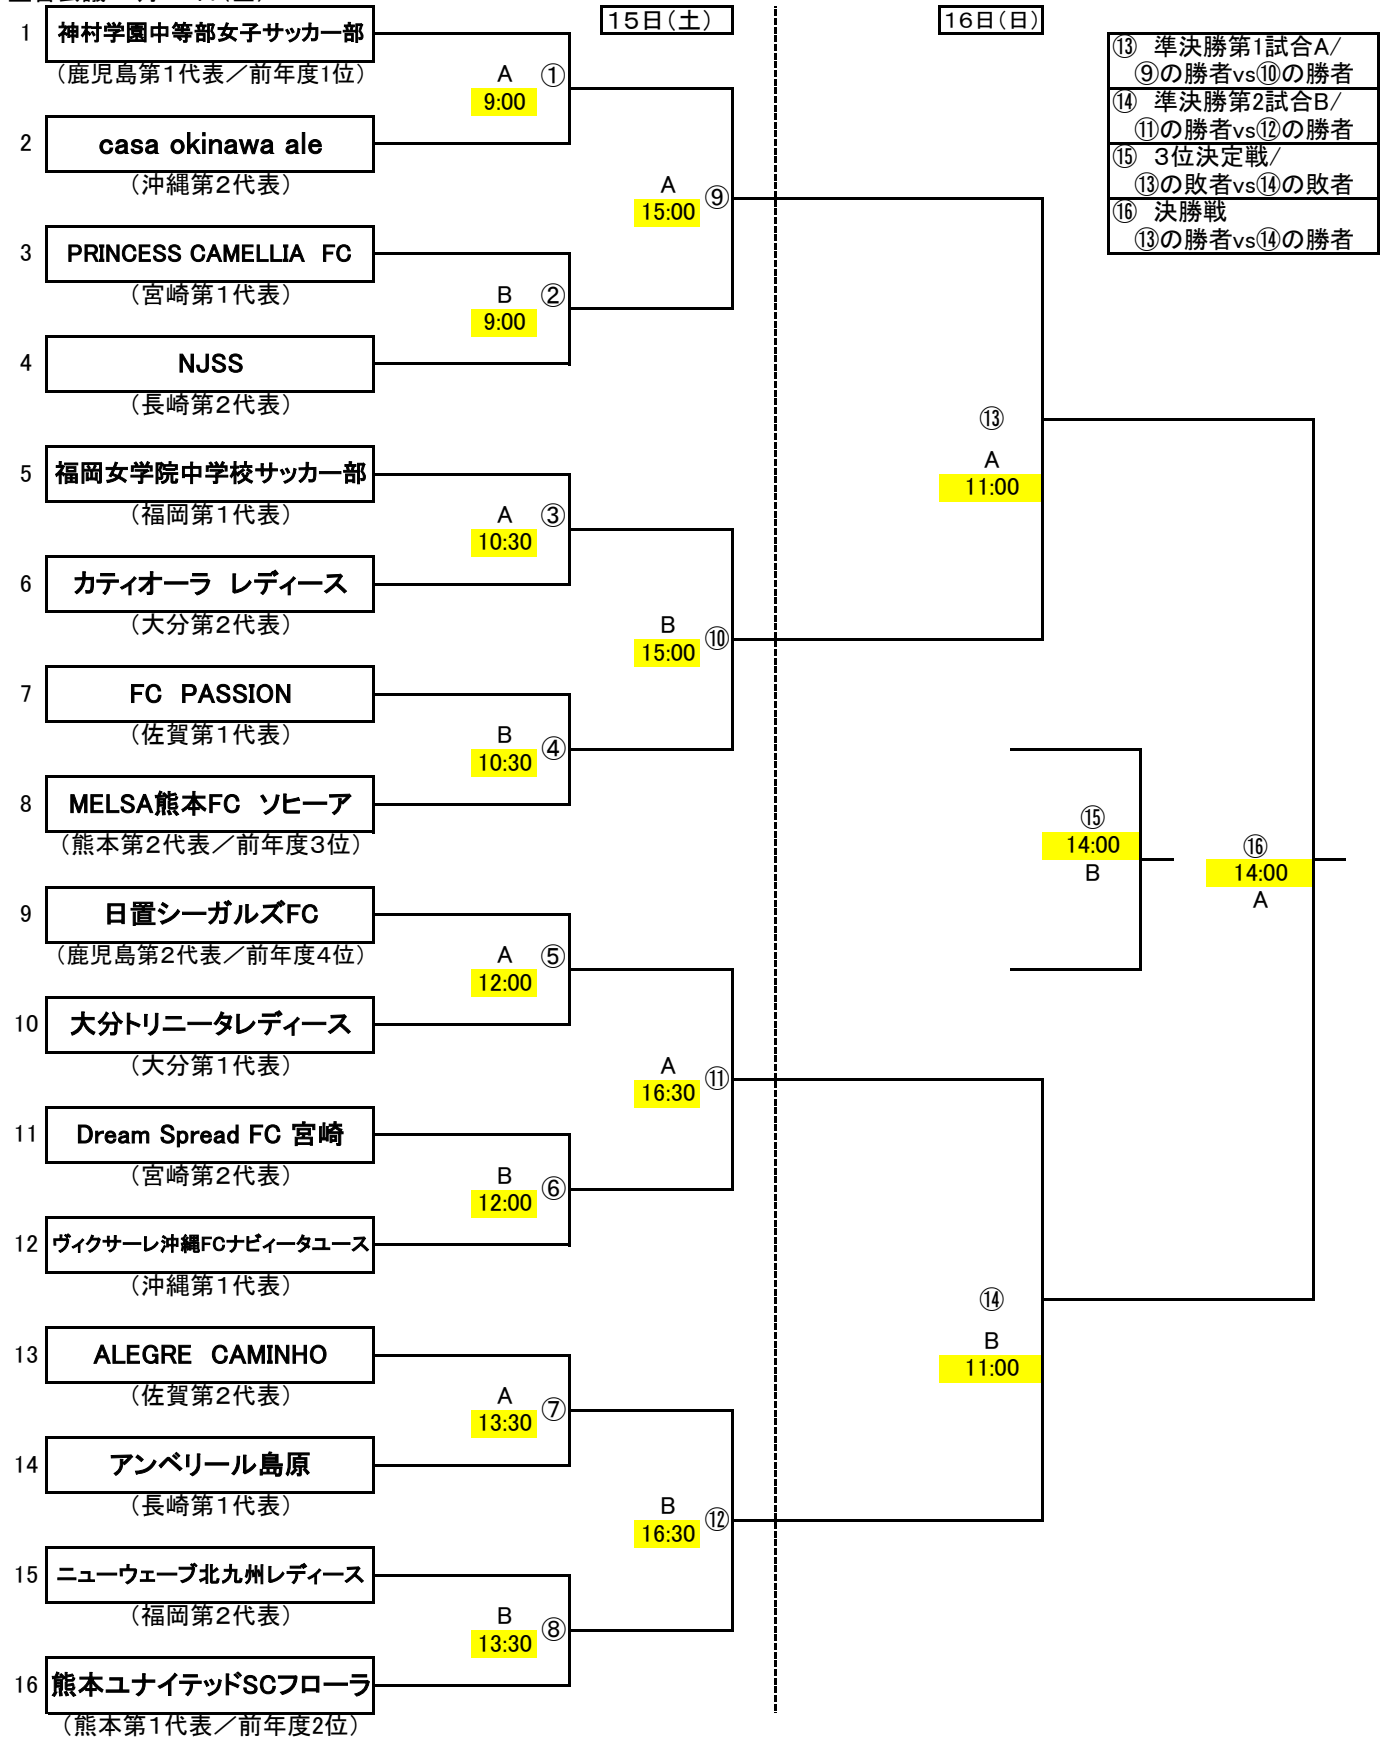 15日(土)
16日(日)
1 神村学園中等部女子サッカー部
(鹿児島第1代表／前年度1位)
A ①
9:00
2 casa okinawa ale
(沖縄第2代表)
A ⑨
15:00
3 PRINCESS CAMELLIA FC
(宮崎第1代表)
B ②
9:00
4 NJSS
(長崎第2代表)
5 福岡女学院中学校サッカー部
(福岡第1代表)
A ③
10:30
6 カティオーラ レディース
(大分第2代表)
B ⑩
15:00
7 FC PASSION
(佐賀第1代表)
B ④
10:30
8 MELSA熊本FC ソヒーア
(熊本第2代表／前年度3位)
9 日置シーガルズFC
(鹿児島第2代表／前年度4位)
A ⑤
12:00
10 大分トリニータレディース
(大分第1代表)
A ⑪
16:30
11 Dream Spread FC 宮崎
(宮崎第2代表)
B ⑥
12:00
12 ヴィクサーレ沖縄FCナビィータユース
(沖縄第1代表)
13 ALEGRE CAMINHO
(佐賀第2代表)
A ⑦
13:30
14 アンベリール島原
(長崎第1代表)
B ⑫
16:30
15 ニューウェーブ北九州レディース
(福岡第2代表)
B ⑧
13:30
16 熊本ユナイテッドSCフローラ
(熊本第1代表／前年度2位)
⑬
A
11:00
⑭
B
11:00
⑮
14:00
B
⑯
14:00
A
⑬ 準決勝第1試合A/
⑨の勝者vs⑩の勝者
⑭ 準決勝第2試合B/
⑪の勝者vs⑫の勝者
⑮ 3位決定戦/
⑬の敗者vs⑭の敗者
⑯ 決勝戦
⑬の勝者vs⑭の勝者